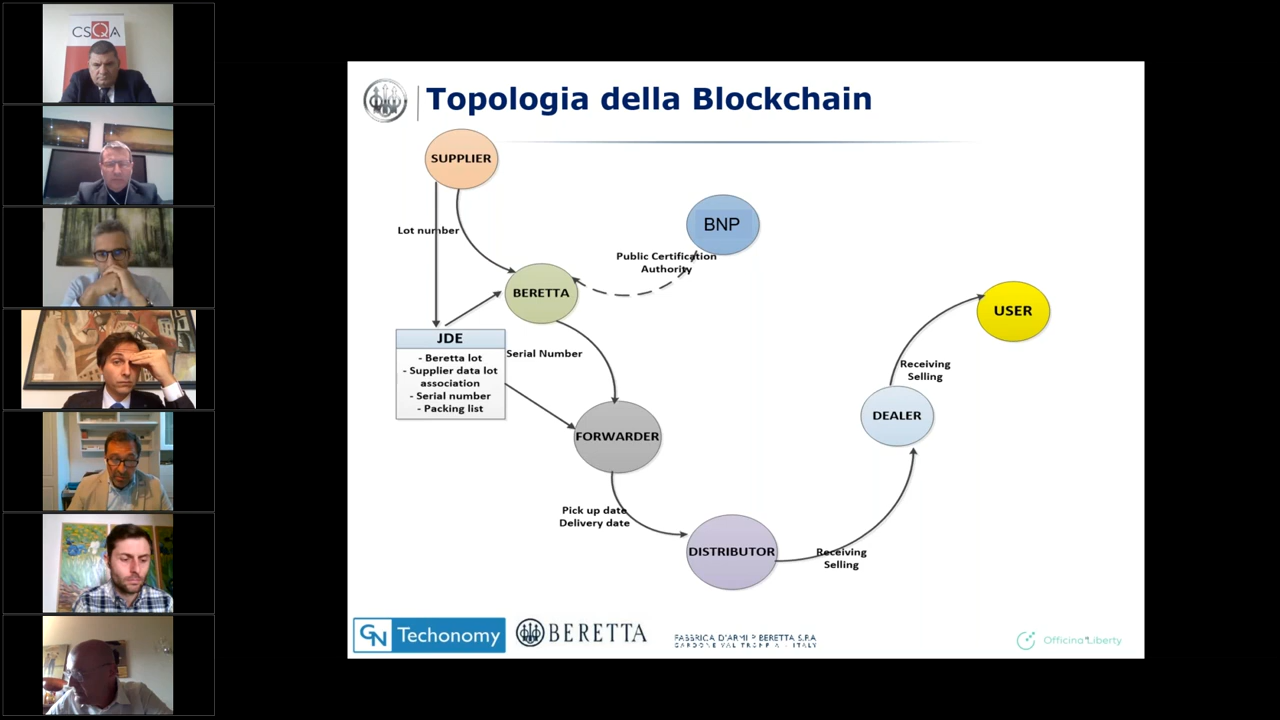 CSQA
Topologia della Blockchain
SUPPLIER
BNP
Lot number
Public Certification
Authority
BERETTA
USER
JDE
- Beretta lot
- Supplier data lot
association
- Serial number
- Packing list
Serial Number
Receiving
Selling
DEALER
FORWARDER
Pick up date
Delivery date
DISTRIBUTOR
Receiving
Selling
GN Techonomy
BERETTA
FABBRICA D'ARMI P BERETTA S.P.A
GARDONE VAL TROMPIA - ITALY
Officina Liberty